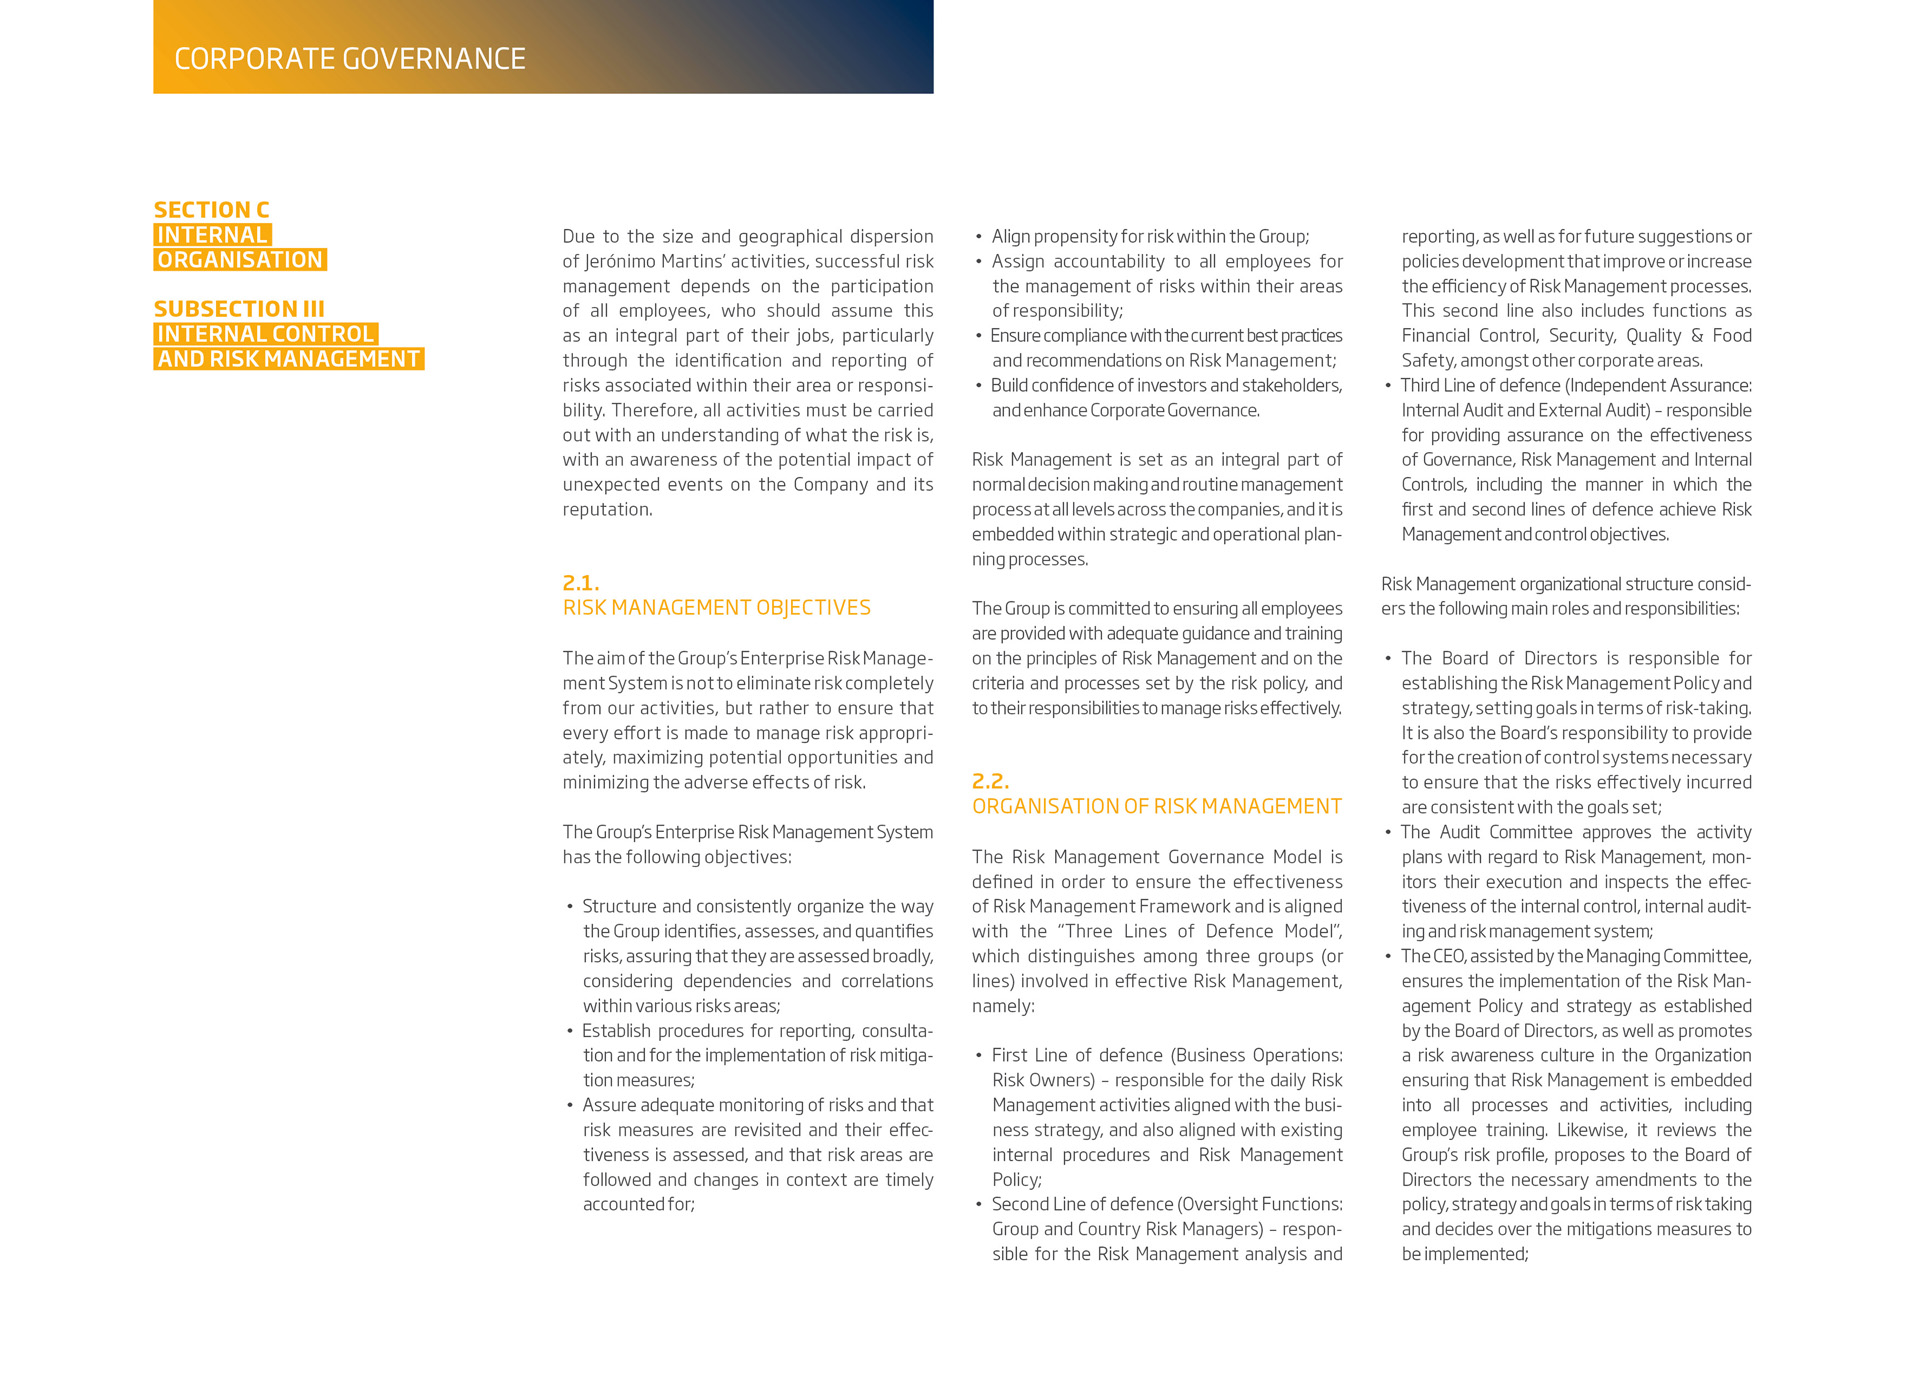 CORPORATE GOVERNANCE
SECTION C
INTERNAL
ORGANISATION
SUBSECTION III
INTERNAL CONTROL
AND RISK MANAGEMENT
Due to the size and geographical dispersion
of Jerónimo Martins’ activities, successful risk
management depends on the participation
of all employees, who should assume this
as an integral part of their jobs, particularly
through the identification and reporting of
risks associated within their area or responsi-
bility. Therefore, all activities must be carried
out with an understanding of what the risk is,
with an awareness of the potential impact of
unexpected events on the Company and its
reputation.
2.1.
RISK MANAGEMENT OBJECTIVES
The aim of the Group’s Enterprise Risk Manage-
ment System is not to eliminate risk completely
from our activities, but rather to ensure that
every effort is made to manage risk appropri-
ately, maximizing potential opportunities and
minimizing the adverse effects of risk.
The Group’s Enterprise Risk Management System
has the following objectives:
• Structure and consistently organize the way
the Group identifies, assesses, and quantifies
risks, assuring that they are assessed broadly,
considering dependencies and correlations
within various risks areas;
• Establish procedures for reporting, consulta-
tion and for the implementation of risk mitiga-
tion measures;
• Assure adequate monitoring of risks and that
risk measures are revisited and their effec-
tiveness is assessed, and that risk areas are
followed and changes in context are timely
accounted for;
• Align propensity for risk within the Group;
• Assign accountability to all employees for
the management of risks within their areas
of responsibility;
• Ensure compliance with the current best practices
and recommendations on Risk Management;
• Build confidence of investors and stakeholders,
and enhance Corporate Governance.
Risk Management is set as an integral part of
normal decision making and routine management
process at all levels across the companies, and it is
embedded within strategic and operational plan-
ning processes.
The Group is committed to ensuring all employees
are provided with adequate guidance and training
on the principles of Risk Management and on the
criteria and processes set by the risk policy, and
to their responsibilities to manage risks effectively.
2.2.
ORGANISATION OF RISK MANAGEMENT
The Risk Management Governance Model is
defined in order to ensure the effectiveness
of Risk Management Framework and is aligned
with the “Three Lines of Defence Model”,
which distinguishes among three groups (or
lines) involved in effective Risk Management,
namely:
• First Line of defence (Business Operations:
Risk Owners) – responsible for the daily Risk
Management activities aligned with the busi-
ness strategy, and also aligned with existing
internal procedures and Risk Management
Policy;
• Second Line of defence (Oversight Functions:
Group and Country Risk Managers) – respon-
sible for the Risk Management analysis and
reporting, as well as for future suggestions or
policies development that improve or increase
the efficiency of Risk Management processes.
This second line also includes functions as
Financial Control, Security, Quality & Food
Safety, amongst other corporate areas.
• Third Line of defence (Independent Assurance:
Internal Audit and External Audit) – responsible
for providing assurance on the effectiveness
of Governance, Risk Management and Internal
Controls, including the manner in which the
first and second lines of defence achieve Risk
Management and control objectives.
Risk Management organizational structure consid-
ers the following main roles and responsibilities:
• The Board of Directors is responsible for
establishing the Risk Management Policy and
strategy, setting goals in terms of risk-taking.
It is also the Board’s responsibility to provide
for the creation of control systems necessary
to ensure that the risks effectively incurred
are consistent with the goals set;
• The Audit Committee approves the activity
plans with regard to Risk Management, mon-
itors their execution and inspects the effec-
tiveness of the internal control, internal audit-
ing and risk management system;
• The CEO, assisted by the Managing Committee,
ensures the implementation of the Risk Man-
agement Policy and strategy as established
by the Board of Directors, as well as promotes
a risk awareness culture in the Organization
ensuring that Risk Management is embedded
into all processes and activities, including
employee training. Likewise, it reviews the
Group’s risk profile, proposes to the Board of
Directors the necessary amendments to the
policy, strategy and goals in terms of risk taking
and decides over the mitigations measures to
be implemented;